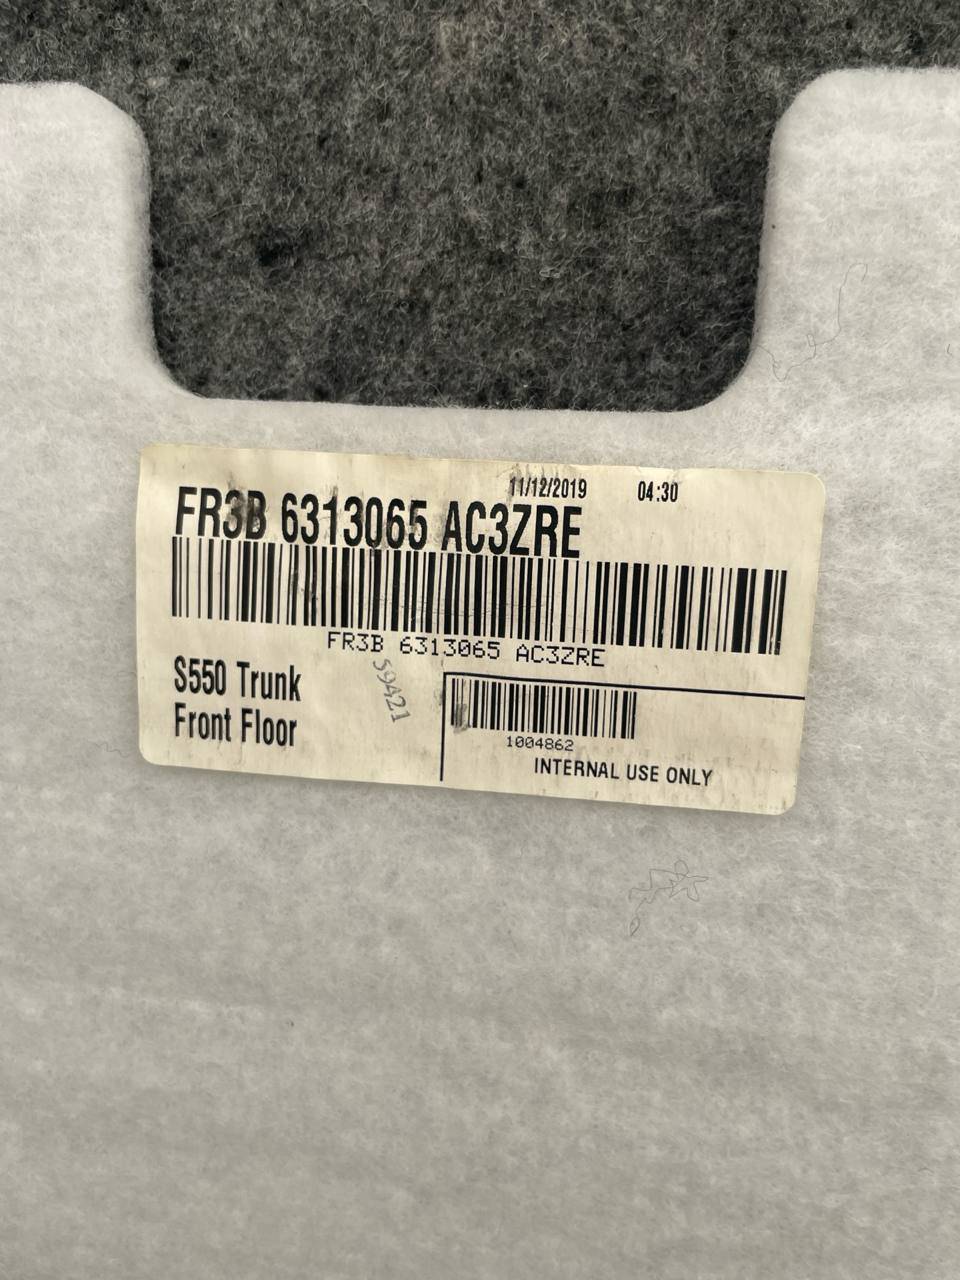 11/12/2019 04:30
FR3B 6313065 AC3ZRE
FR3B 6313065 AC3ZRE
S550 Trunk
Front Floor
59421
1004862
INTERNAL USE ONLY